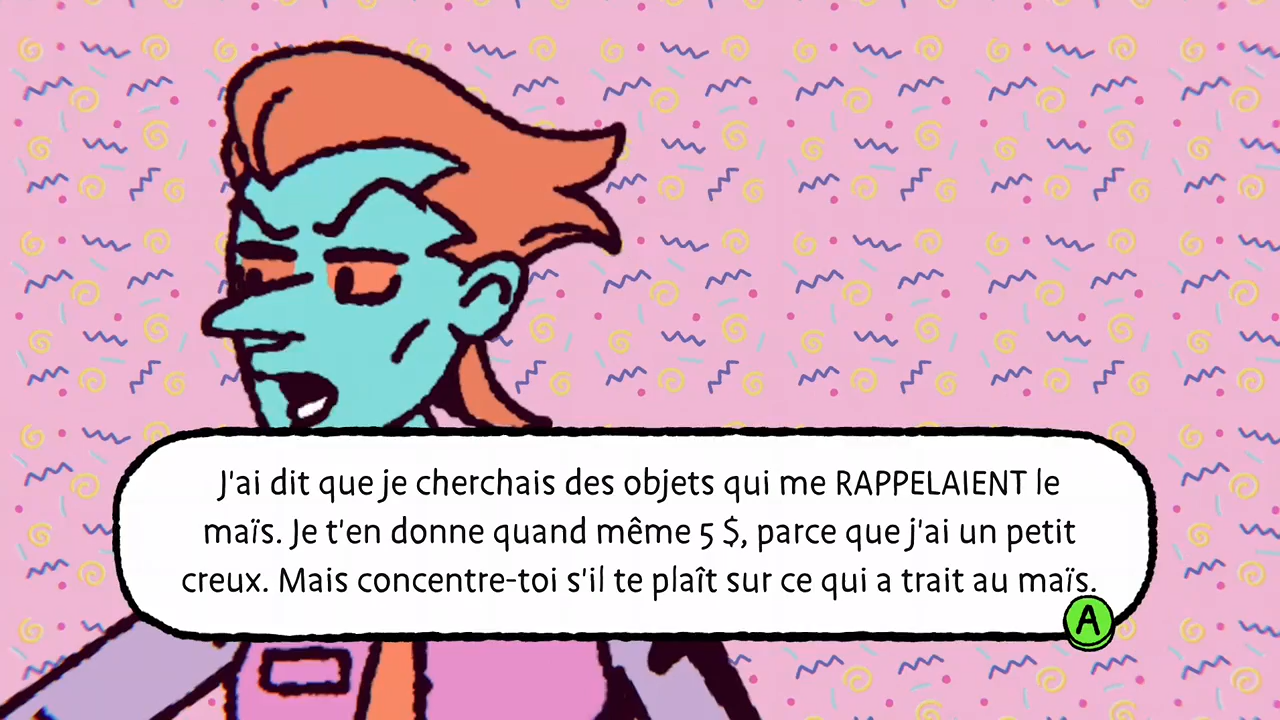 J'ai dit que je cherchais des objets qui me RAPPELAIENT le
maïs. Je t'en donne quand même 5 $, parce que j'ai un petit
creux. Mais concentre-toi s'il te plaît sur ce qui a trait au maïs.
A